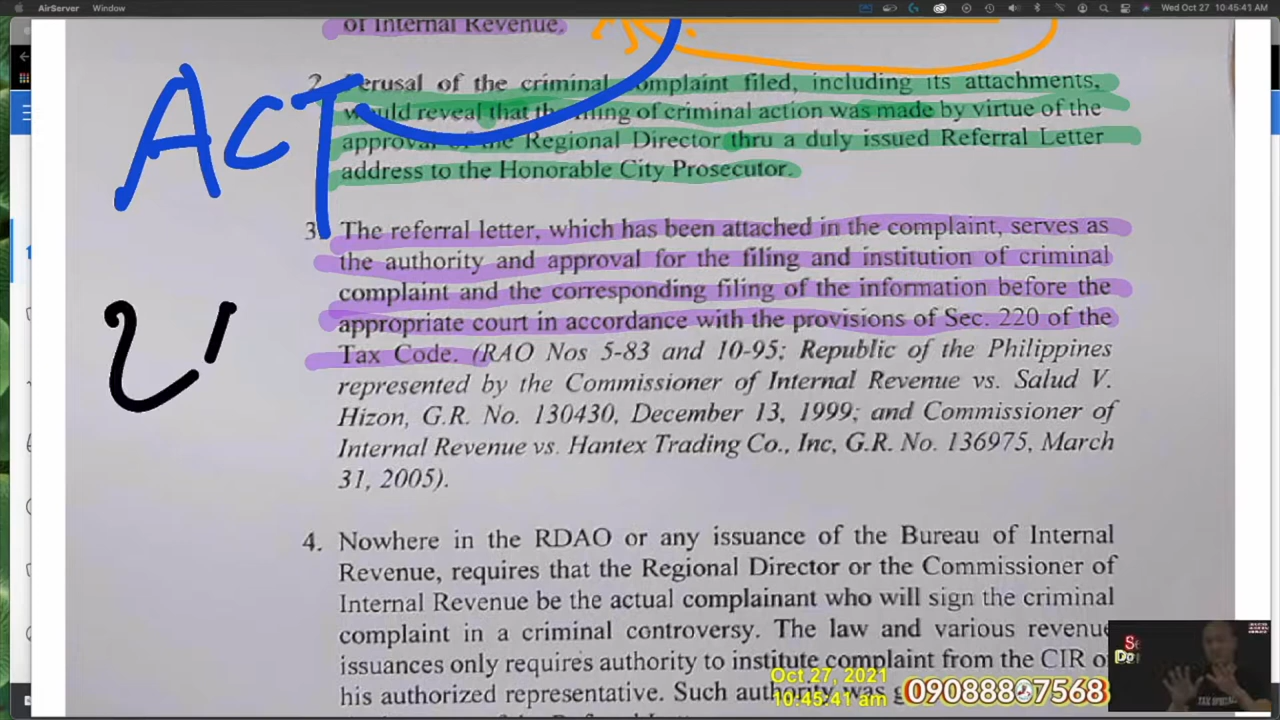 AirServer Window Wed Oct 27 10:45:41 AM
of Internal Revenue.
2. Perusal of the criminal complaint filed, including its attachments,
would reveal that the filing of criminal action was made by virtue of the
approval of the Regional Director thru a duly issued Referral Letter
address to the Honorable City Prosecutor.
ACT
3. The referral letter, which has been attached in the complaint, serves as
the authority and approval for the filing and institution of criminal
complaint and the corresponding filing of the information before the
appropriate court in accordance with the provisions of Sec. 220 of the
Tax Code. (RAO Nos 5-83 and 10-95; Republic of the Philippines
represented by the Commissioner of Internal Revenue vs. Salud V.
Hizon, G.R. No. 130430, December 13, 1999; and Commissioner of
Internal Revenue vs. Hantex Trading Co., Inc, G.R. No. 136975, March
31, 2005).
4. Nowhere in the RDAO or any issuance of the Bureau of Internal
Revenue, requires that the Regional Director or the Commissioner of
Internal Revenue be the actual complainant who will sign the criminal
complaint in a criminal controversy. The law and various revenue
issuances only requires authority to institute complaint from the CIR or
his authorized representative. Such authority was
Oct 27, 2021
10:45:41 am
09088807568